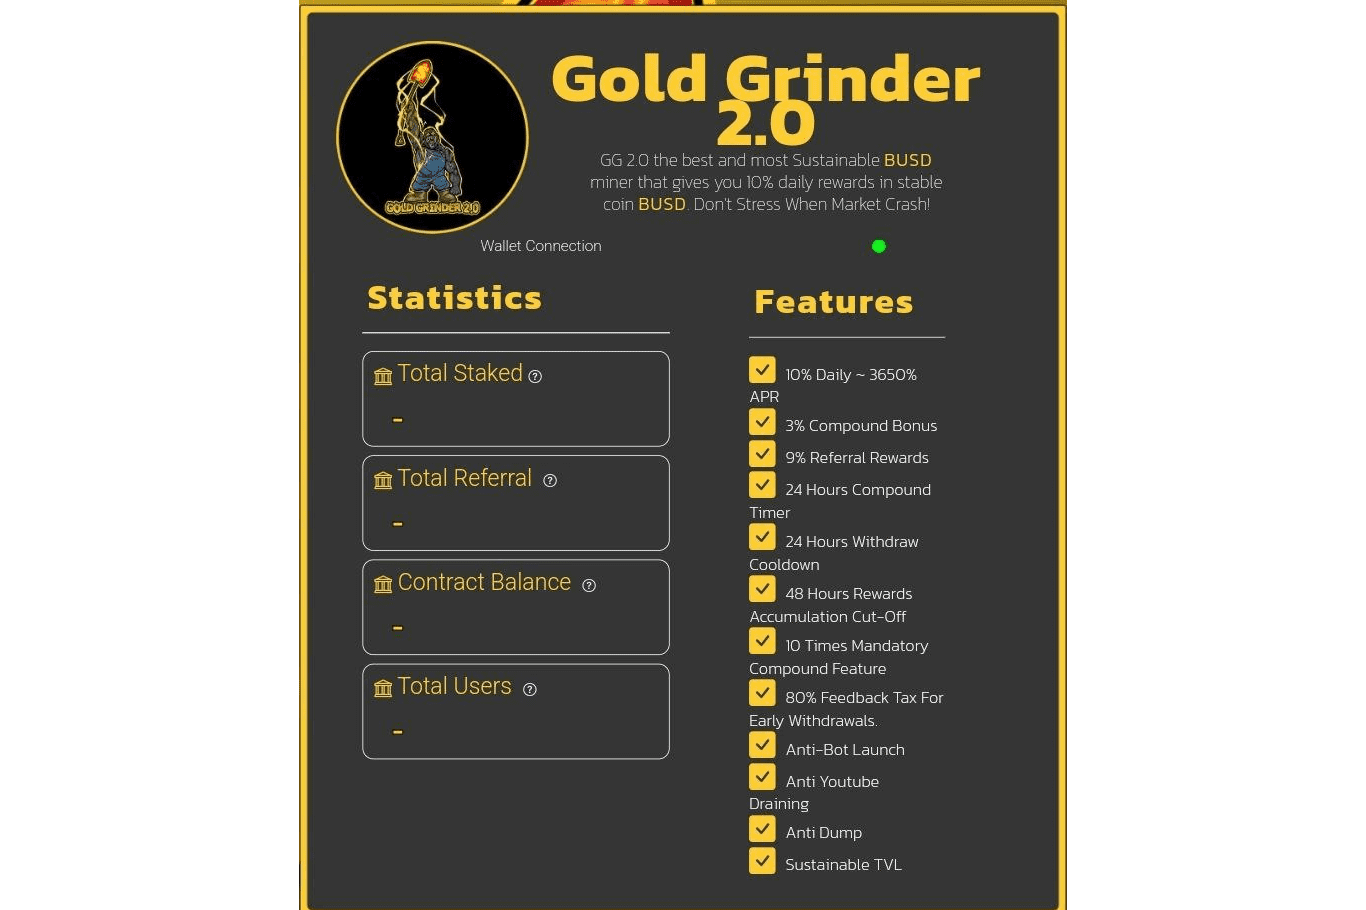 Gold Grinder
2.0
GG 2.0 the best and most Sustainable BUSD
miner that gives you 10% daily rewards in stable
coin BUSD. Don't Stress When Market Crash!
GOLD GRINDER 2.0
Wallet Connection
Statistics
Total Staked ?
-
Total Referral ?
-
Contract Balance ?
-
Total Users ?
-
Features
10% Daily ~ 3650%
APR
3% Compound Bonus
9% Referral Rewards
24 Hours Compound
Timer
24 Hours Withdraw
Cooldown
48 Hours Rewards
Accumulation Cut-Off
10 Times Mandatory
Compound Feature
80% Feedback Tax For
Early Withdrawals.
Anti-Bot Launch
Anti Youtube
Draining
Anti Dump
Sustainable TVL